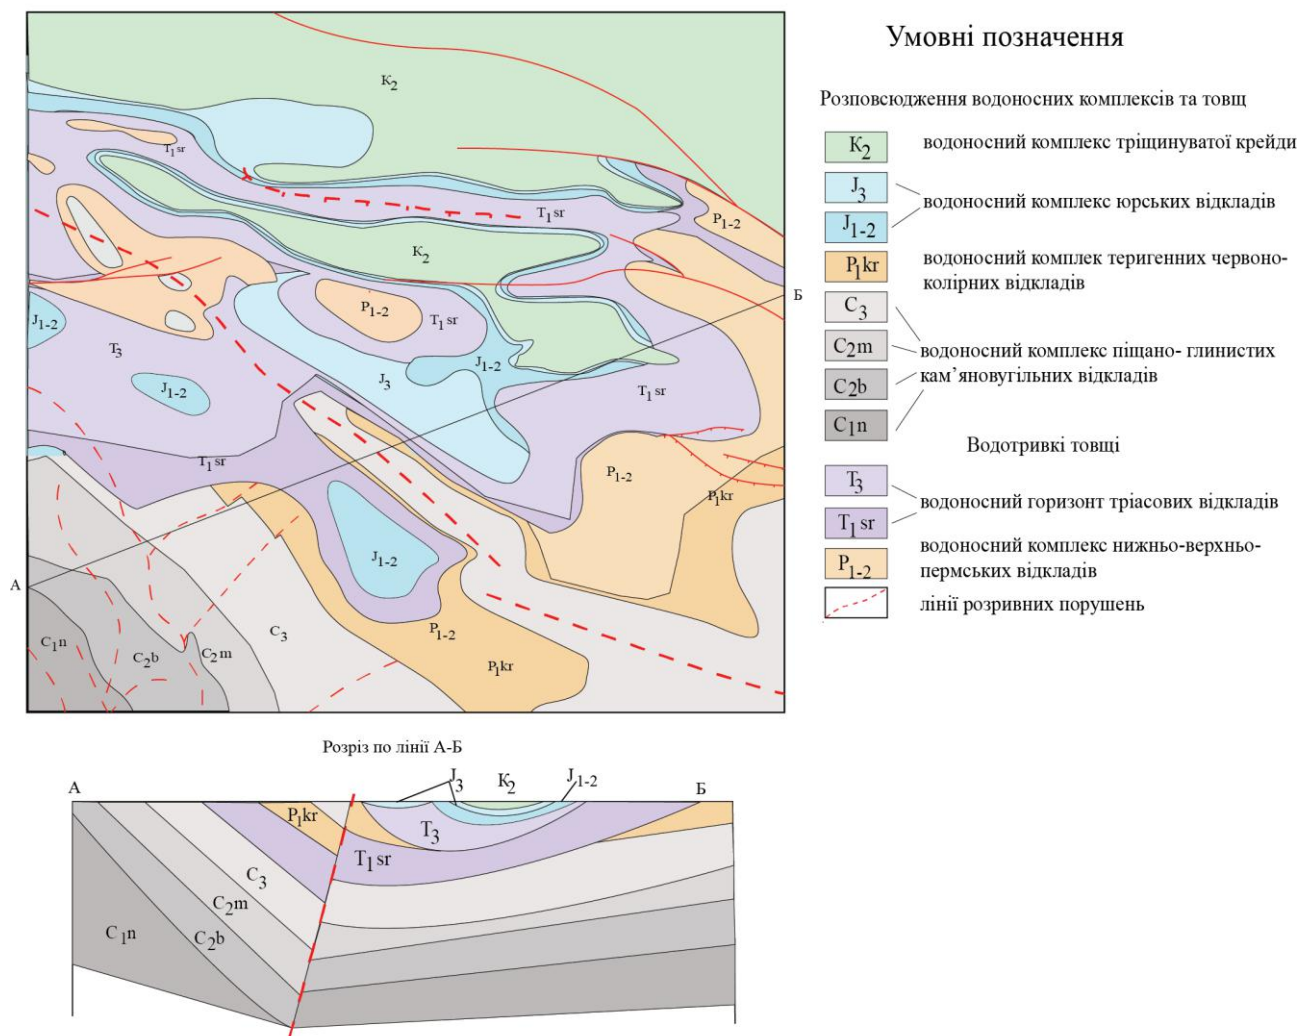 Умовні позначення
Розповсюдження водоносних комплексів та товщ
K2 водоносний комплекс тріщинуватої крейди
J3
водоносний комплекс юрських відкладів
J1-2
P1kr водоносний комплек теригенних червоно-
колірних відкладів
C3
C2m водоносний комплекс піщано- глинистих
C2b кам’яновугільних відкладів
C1n
Водотривкі товщі
T3
водоносний горизонт тріасових відкладів
T1 sr
P1-2 водоносний комплекс нижньо-верхньо-
пермських відкладів
лінії розривних порушень
K2
T1 sr
T1 sr
P1-2
K2
Б
P1-2
T1 sr
J1-2
T3
J1-2
J3
J1-2
T1 sr
T1 sr
P1-2
P1kr
J1-2
А
C3
P1-2
C1n
C2b
C2m
P1kr
Розріз по лінії А-Б
А
J3
K2
J1-2
Б
P1kr
T3
T1 sr
C3
C2m
C1n
C2b